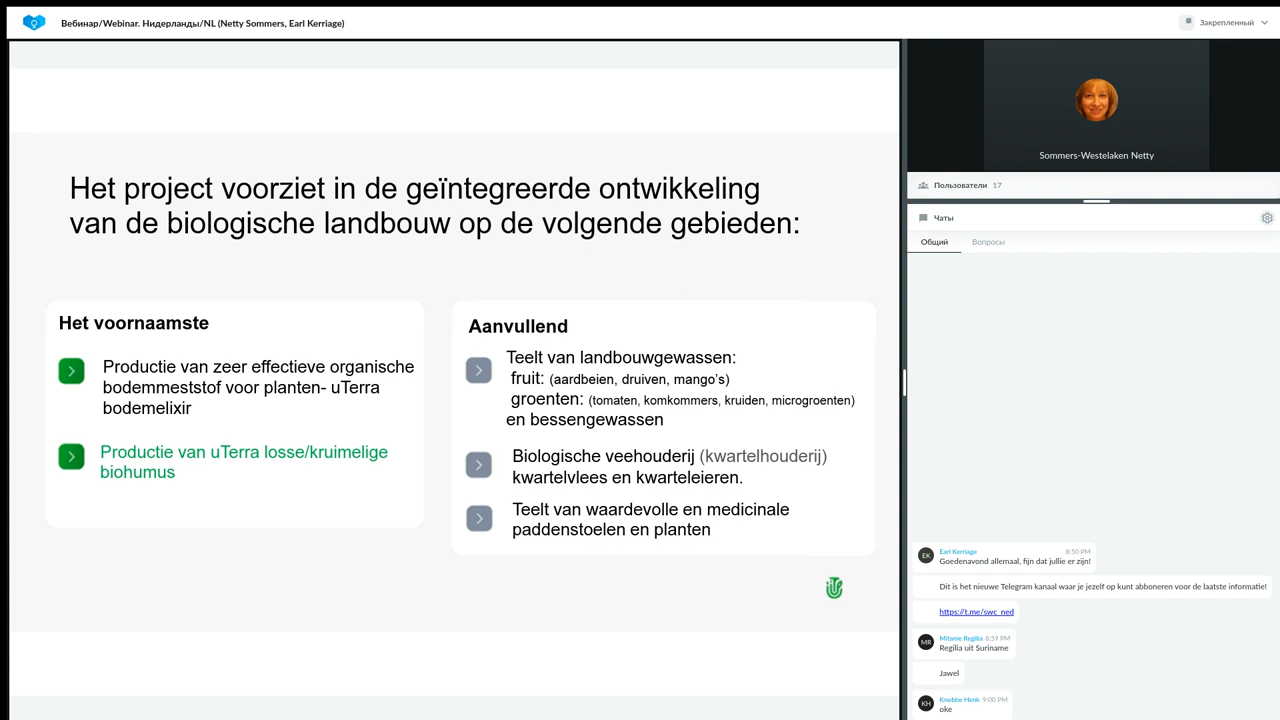 Вебинар/Webinar. Нидерланды/NL (Netty Sommers, Earl Kerriage)
Закрепленный
Het project voorziet in de geïntegreerde ontwikkeling
van de biologische landbouw op de volgende gebieden:
Het voornaamste
Productie van zeer effectieve organische
bodemmeststof voor planten- uTerra
bodemelixir
Productie van uTerra losse/kruimelige
biohumus
Aanvullend
Teelt van landbouwgewassen:
fruit: (aardbeien, druiven, mango's)
groenten: (tomaten, komkommers, kruiden, microgroenten)
en bessengewassen
Biologische veehouderij (kwartelhouderij)
kwartelvlees en kwarteleieren.
Teelt van waardevolle en medicinale
paddenstoelen en planten
Sommers-Westelaken Netty
Пользователи 17
Чаты
Общий Вопросы
EK Earl Kerriage 8:50 PM
Goedenavond allemaal, fijn dat jullie er zijn!
Dit is het nieuwe Telegram kanaal waar je jezelf op kunt abboneren voor de laatste informatie!
https://t.me/swc_ned
MR Mitanie Regilia 8:59 PM
Regilia uit Suriname
Jawel
KH Knobbe Henk 9:00 PM
oke